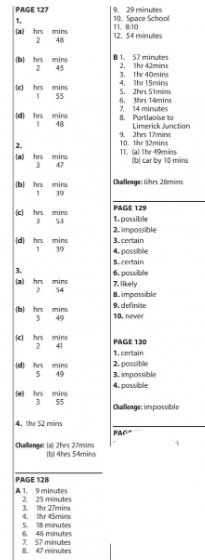 PAGE 127
1.
(a) hrs mins
2 48
(b) hrs mins
2 45
(c) hrs mins
1 55
(d) hrs mins
1 48
2.
(a) hrs mins
3 47
(b) hrs mins
1 39
(c) hrs mins
3 53
(d) hrs mins
1 39
3.
(a) hrs mins
2 54
(b) hrs mins
3 49
(c) hrs mins
2 41
(d) hrs mins
5 49
(e) hrs mins
3 55
4. 1hr 52 mins
Challenge: (a) 2hrs 27mins
(b) 4hrs 54mins
PAGE 128
A 1. 9 minutes
2. 25 minutes
3. 1hr 27mins
4. 1hr 45mins
5. 18 minutes
6. 46 minutes
7. 57 minutes
8. 47 minutes
9. 29 minutes
10. Space School
11. 8:10
12. 54 minutes
B 1. 57 minutes
2. 1hr 42mins
3. 1hr 40mins
4. 1hr 15mins
5. 2hrs 51mins
6. 3hrs 14mins
7. 14 minutes
8. Portlaoise to
Limerick Junction
9. 2hrs 17mins
10. 1hr 32mins
11. (a) 1hr 49mins
(b) car by 10 mins
Challenge: 6hrs 28mins
PAGE 129
1. possible
2. impossible
3. certain
4. possible
5. certain
6. possible
7. likely
8. impossible
9. definite
10. never
PAGE 130
1. certain
2. possible
3. impossible
4. possible
Challenge: impossible